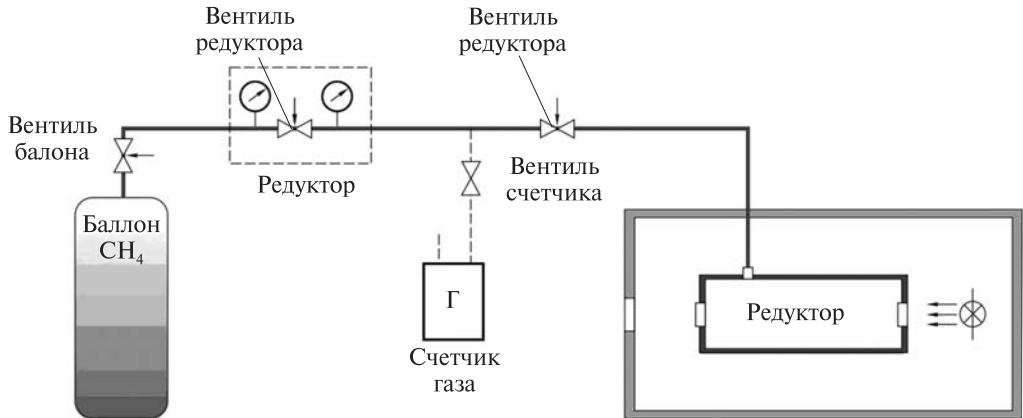 Вентиль
редуктора
Вентиль
редуктора
Вентиль
балона
Редуктор
Вентиль
счетчика
Баллон
CH4
Г
Редуктор
Счетчик
газа